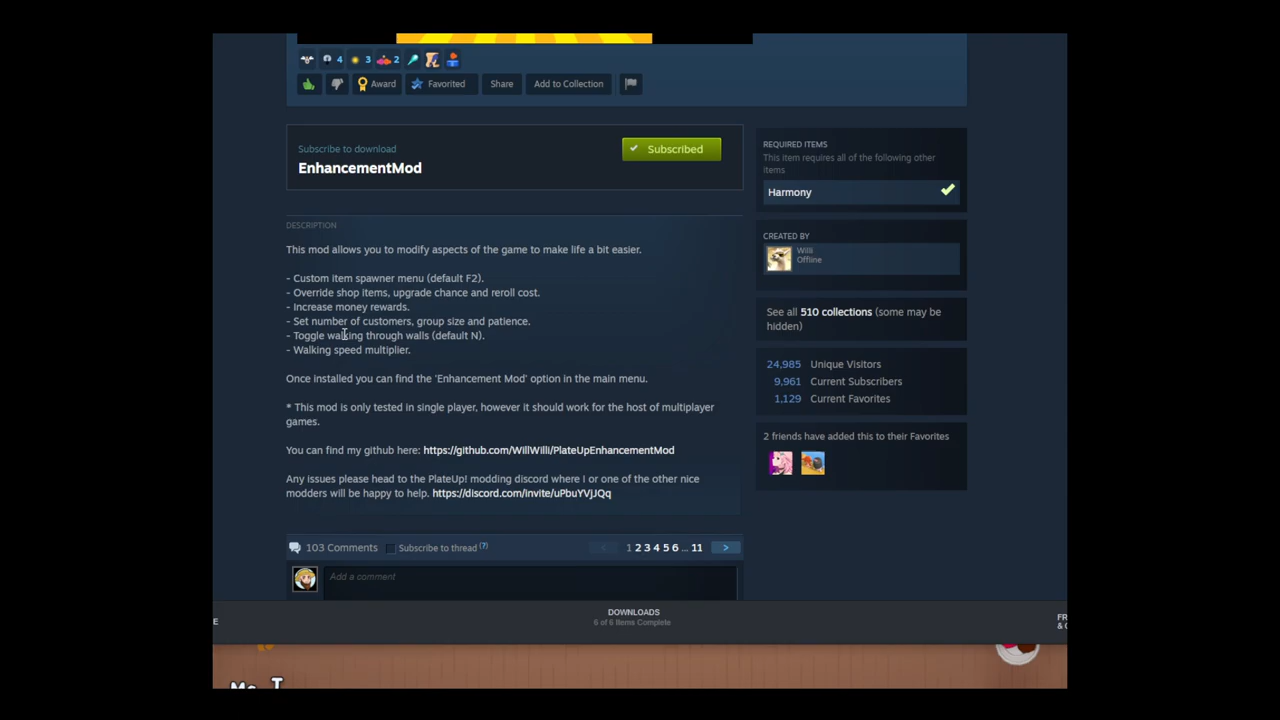 4 3 2
Award Favorited Share Add to Collection
Subscribe to download
EnhancementMod
Subscribed
DESCRIPTION
This mod allows you to modify aspects of the game to make life a bit easier.
- Custom item spawner menu (default F2).
- Override shop items, upgrade chance and reroll cost.
- Increase money rewards.
- Set number of customers, group size and patience.
- Toggle walking through walls (default N).
- Walking speed multiplier.
Once installed you can find the 'Enhancement Mod' option in the main menu.
* This mod is only tested in single player, however it should work for the host of multiplayer
games.
You can find my github here: https://github.com/WillWilli/PlateUpEnhancementMod
Any issues please head to the PlateUp! modding discord where I or one of the other nice
modders will be happy to help. https://discord.com/invite/uPbuYVjJQq
103 Comments Subscribe to thread (?) < 1 2 3 4 5 6 ... 11 >
Add a comment
REQUIRED ITEMS
This item requires all of the following other
items
Harmony
CREATED BY
Willi
Offline
See all 510 collections (some may be
hidden)
24,985 Unique Visitors
9,961 Current Subscribers
1,129 Current Favorites
2 friends have added this to their Favorites
E
DOWNLOADS
6 of 6 Items Complete
FR
& C